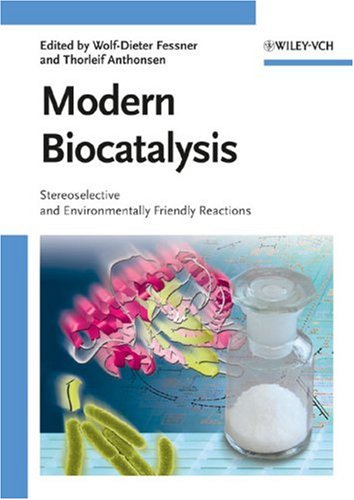 Edited by Wolf-Dieter Fessner
and Thorleif Anthonsen
WILEY-VCH
Modern
Biocatalysis
Stereoselective
and Environmentally Friendly Reactions